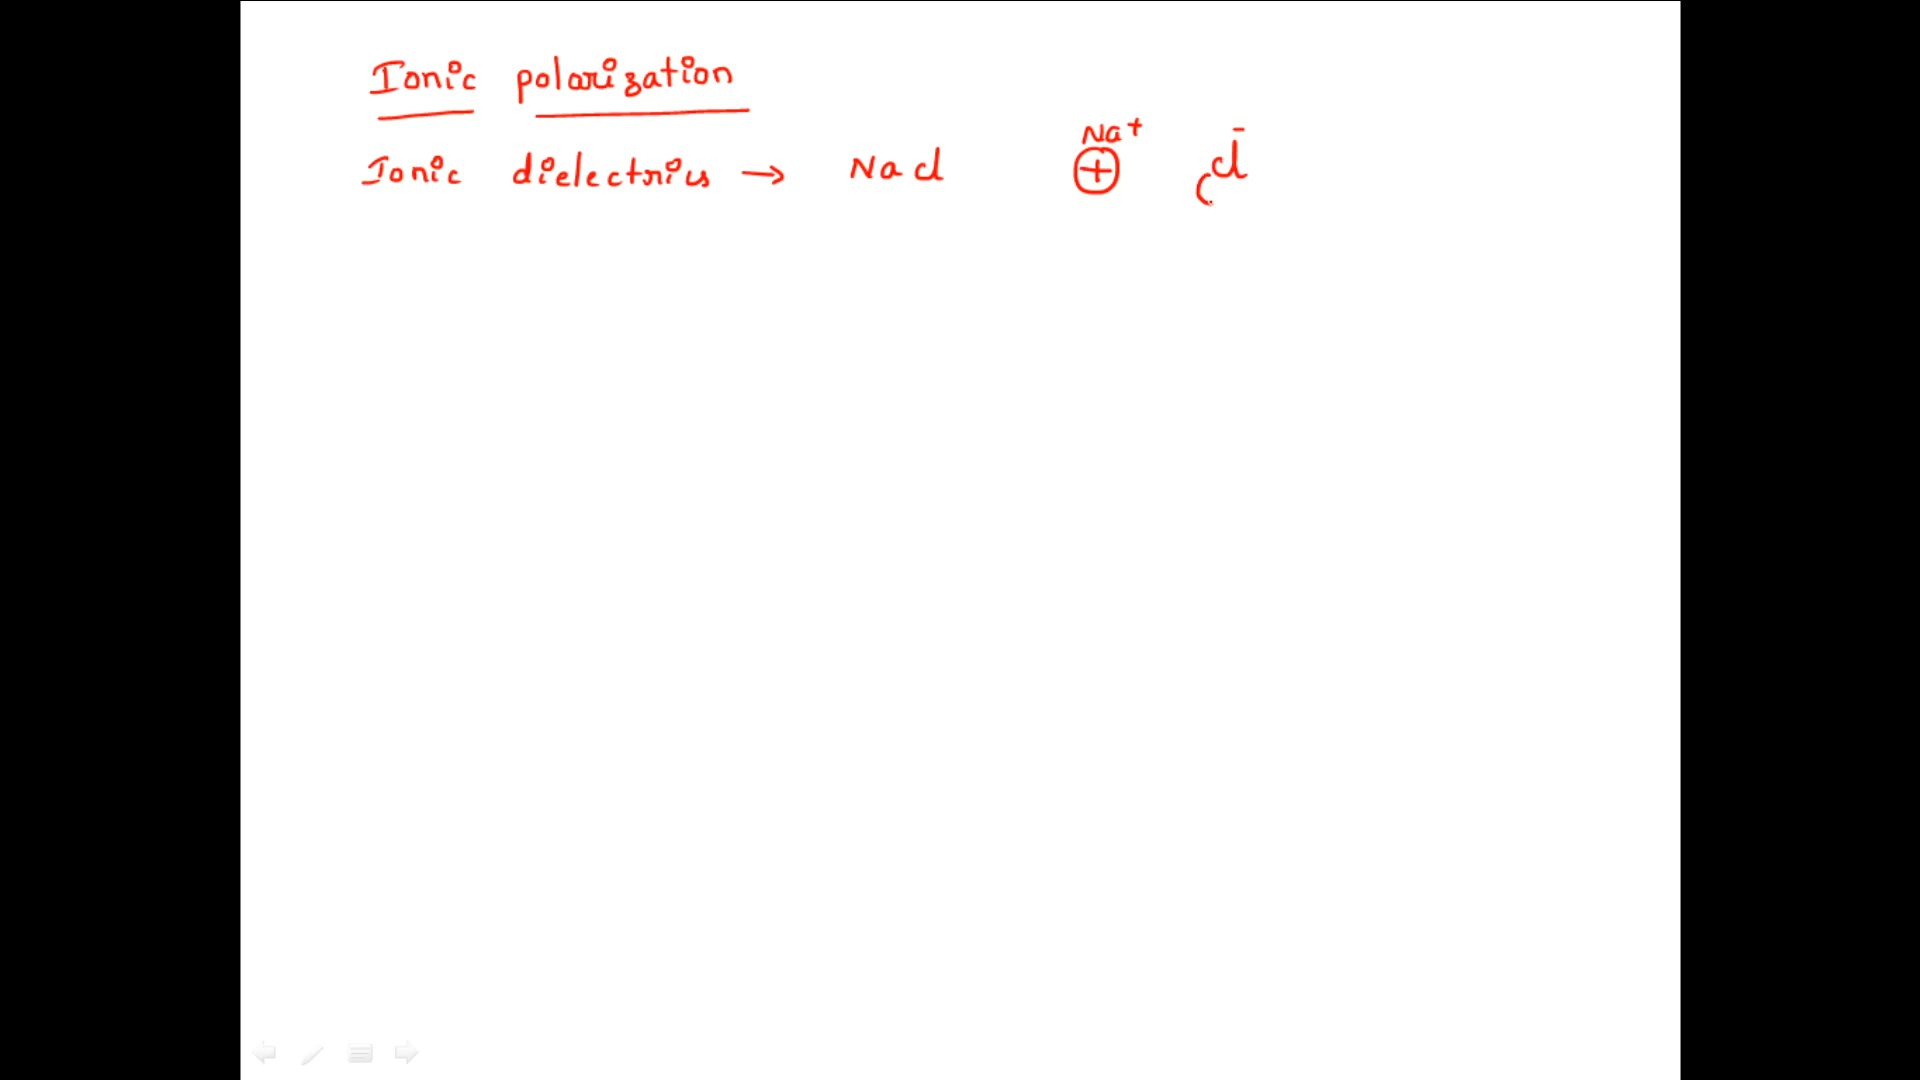 Ionic polarization
Ionic dielectrics → Nacl Na+ Cl-
+